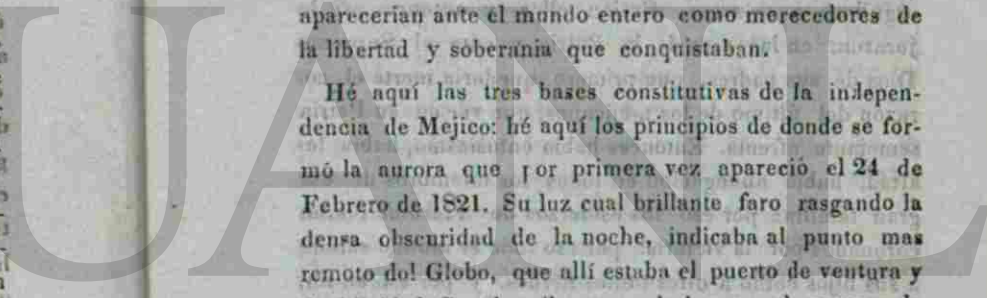 UANL
aparecerian ante el mundo entero como merecedores de
la libertad y soberania que conquistaban.
Hé aquí las tres bases constitutivas de la indepen-
dencia de Mejico: hé aquí los principios de donde se for-
mó la aurora que por primera vez apareció el 24 de
Febrero de 1821. Su luz cual brillante faro rasgando la
densa obscuridad de la noche, indicaba al punto mas
remoto del Globo, que allí estaba el puerto de ventura y